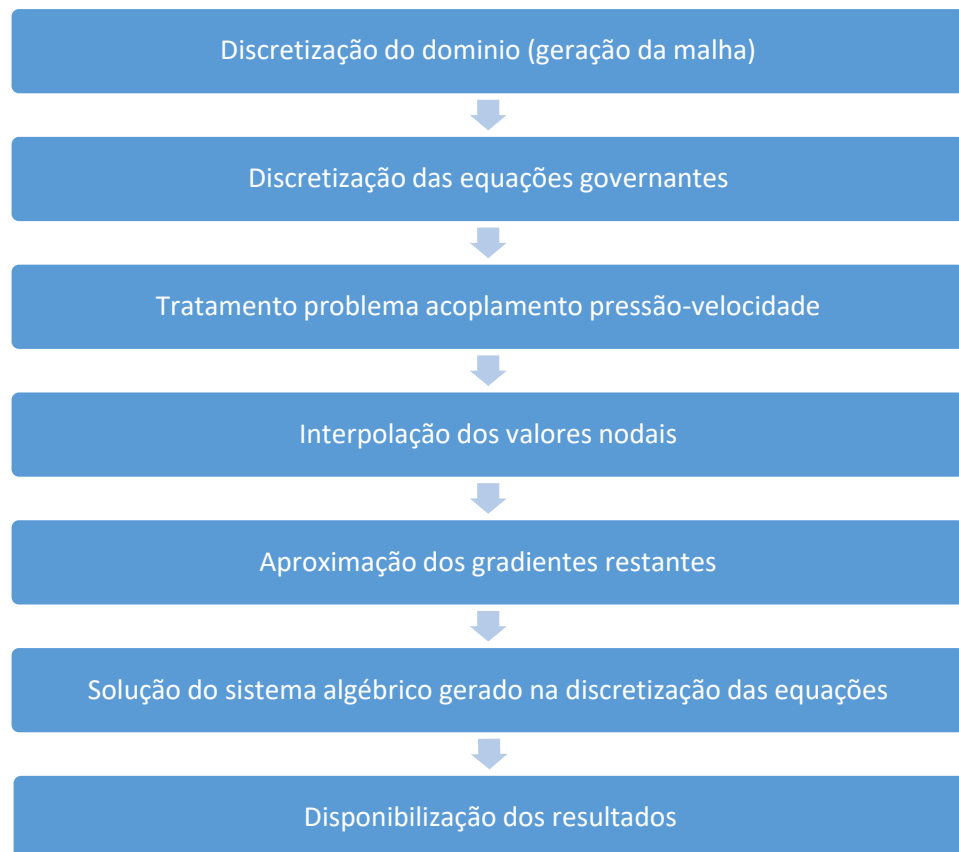 Discretização do dominio (geração da malha)
Discretização das equações governantes
Tratamento problema acoplamento pressão-velocidade
Interpolação dos valores nodais
Aproximação dos gradientes restantes
Solução do sistema algébrico gerado na discretização das equações
Disponibilização dos resultados